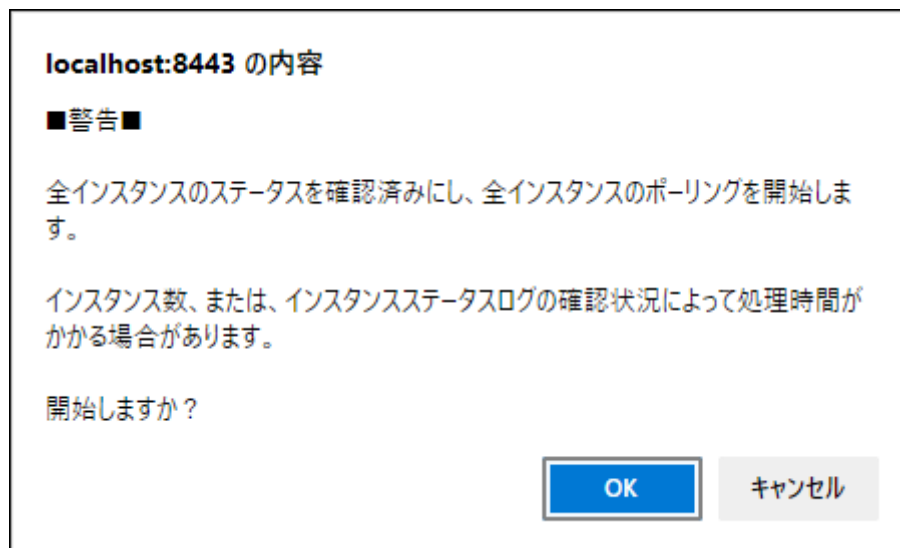 localhost:8443 の内容
■警告■
全インスタンスのステータスを確認済みにし、全インスタンスのポーリングを開始しま
す。
インスタンス数、または、インスタンスステータスログの確認状況によって処理時間が
かかる場合があります。
開始しますか？
OK
キャンセル